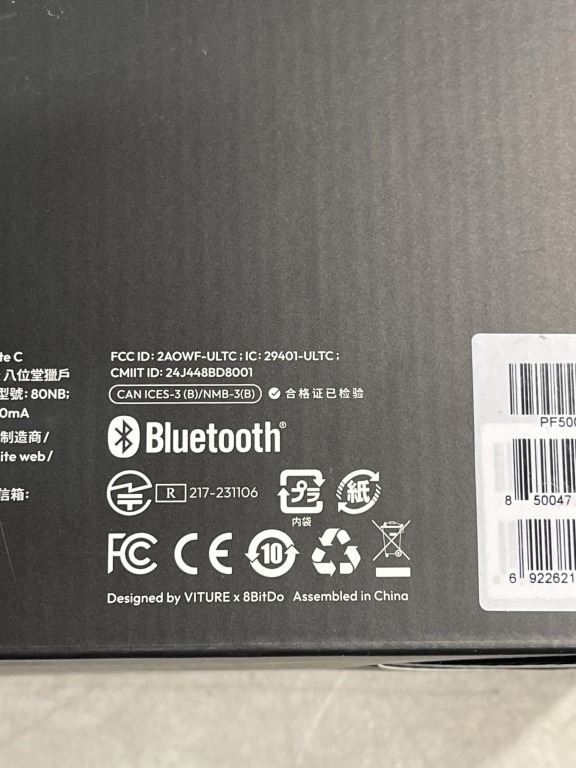 te C
八位堂獵戶
型號: 80NB;
0mA
制造商/
ite web/
信箱:
FCC ID: 2AOWF-ULTC ; IC: 29401-ULTC ;
CMIIT ID: 24J448BD8001
CAN ICES-3 (B)/NMB-3(B) 合格证已检验
Bluetooth®
R 217-231106
プラ 紙
内袋
FC CE 10
Designed by VITURE x 8BitDo Assembled in China
PF500
8 50047
6 922621